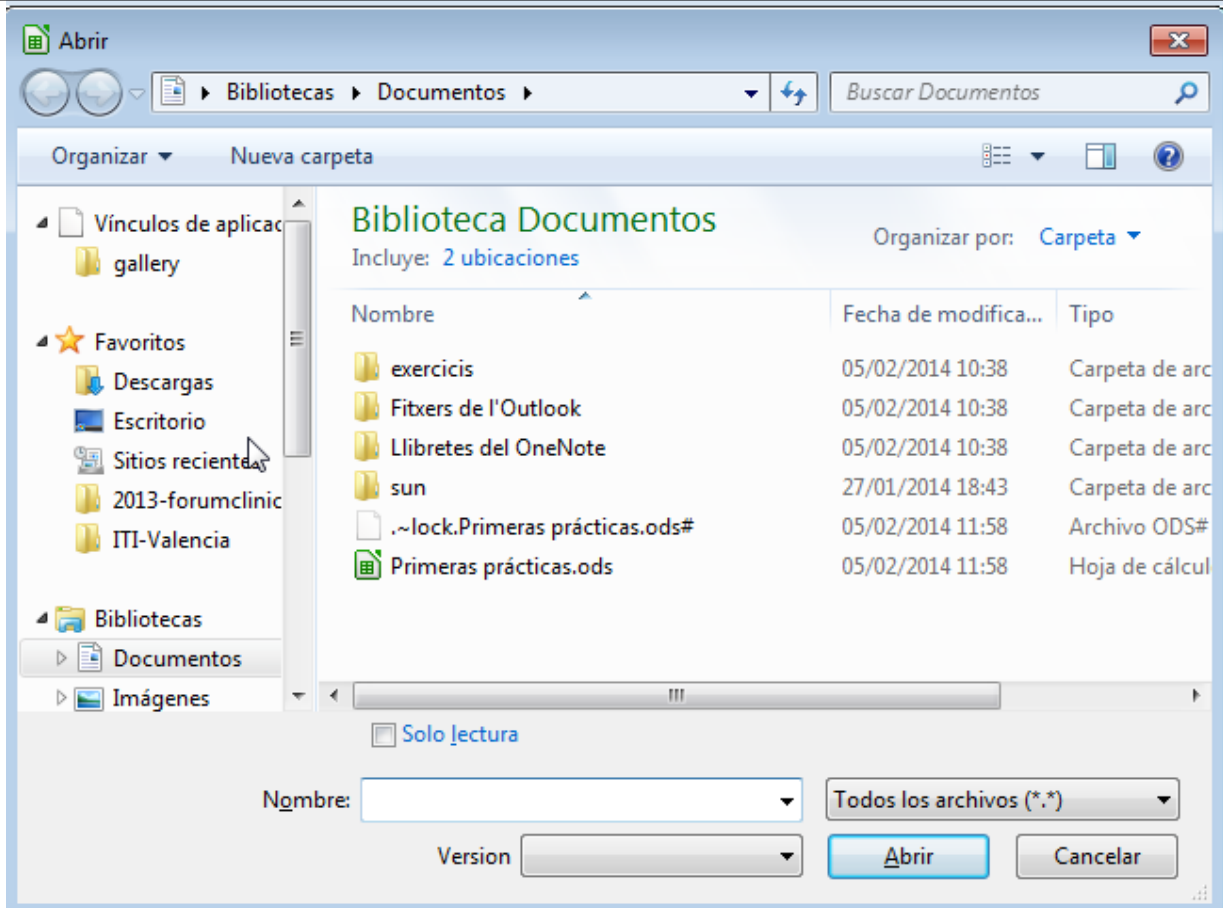 Abrir
Bibliotecas Documentos Buscar Documentos
Organizar Nueva carpeta
Vínculos de aplicac
gallery
Favoritos
Descargas
Escritorio
Sitios recientes
2013-forumclinic
ITI-Valencia
Bibliotecas
Documentos
Imágenes
Biblioteca Documentos
Incluye: 2 ubicaciones
Organizar por: Carpeta
Nombre Fecha de modifica... Tipo
exercicis 05/02/2014 10:38 Carpeta de arc
Fitxers de l'Outlook 05/02/2014 10:38 Carpeta de arc
Llibretes del OneNote 05/02/2014 10:38 Carpeta de arc
sun 27/01/2014 18:43 Carpeta de arc
.~lock.Primeras prácticas.ods# 05/02/2014 11:58 Archivo ODS#
Primeras prácticas.ods 05/02/2014 11:58 Hoja de cálcul
Solo lectura
Nombre: Todos los archivos (*.*)
Version Abrir Cancelar